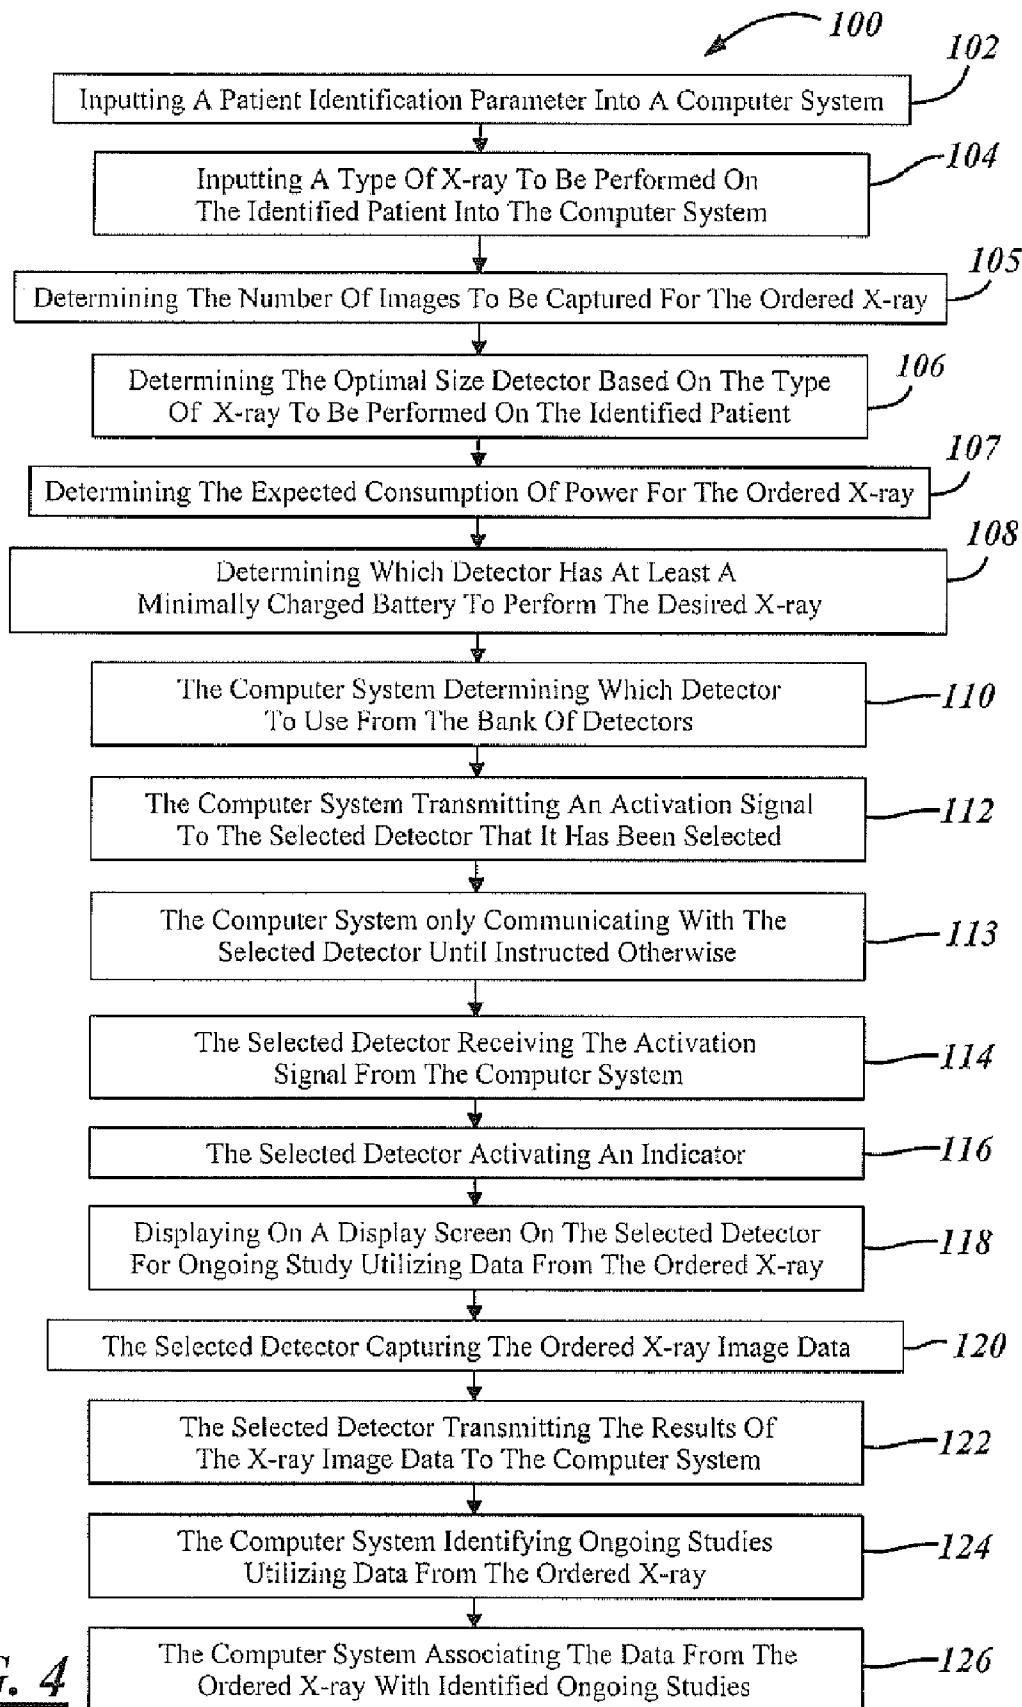 100
102
Inputting A Patient Identification Parameter Into A Computer System
104
Inputting A Type Of X-ray To Be Performed On
The Identified Patient Into The Computer System
105
Determining The Number Of Images To Be Captured For The Ordered X-ray
106
Determining The Optimal Size Detector Based On The Type
Of X-ray To Be Performed On The Identified Patient
107
Determining The Expected Consumption Of Power For The Ordered X-ray
108
Determining Which Detector Has At Least A
Minimally Charged Battery To Perform The Desired X-ray
The Computer System Determining Which Detector
To Use From The Bank Of Detectors
110
The Computer System Transmitting An Activation Signal
To The Selected Detector That It Has Been Selected
112
The Computer System only Communicating With The
Selected Detector Until Instructed Otherwise
113
The Selected Detector Receiving The Activation
Signal From The Computer System
114
The Selected Detector Activating An Indicator
116
Displaying On A Display Screen On The Selected Detector
For Ongoing Study Utilizing Data From The Ordered X-ray
118
The Selected Detector Capturing The Ordered X-ray Image Data
120
The Selected Detector Transmitting The Results Of
The X-ray Image Data To The Computer System
122
The Computer System Identifying Ongoing Studies
Utilizing Data From The Ordered X-ray
124
The Computer System Associating The Data From The
Ordered X-ray With Identified Ongoing Studies
126
G. 4